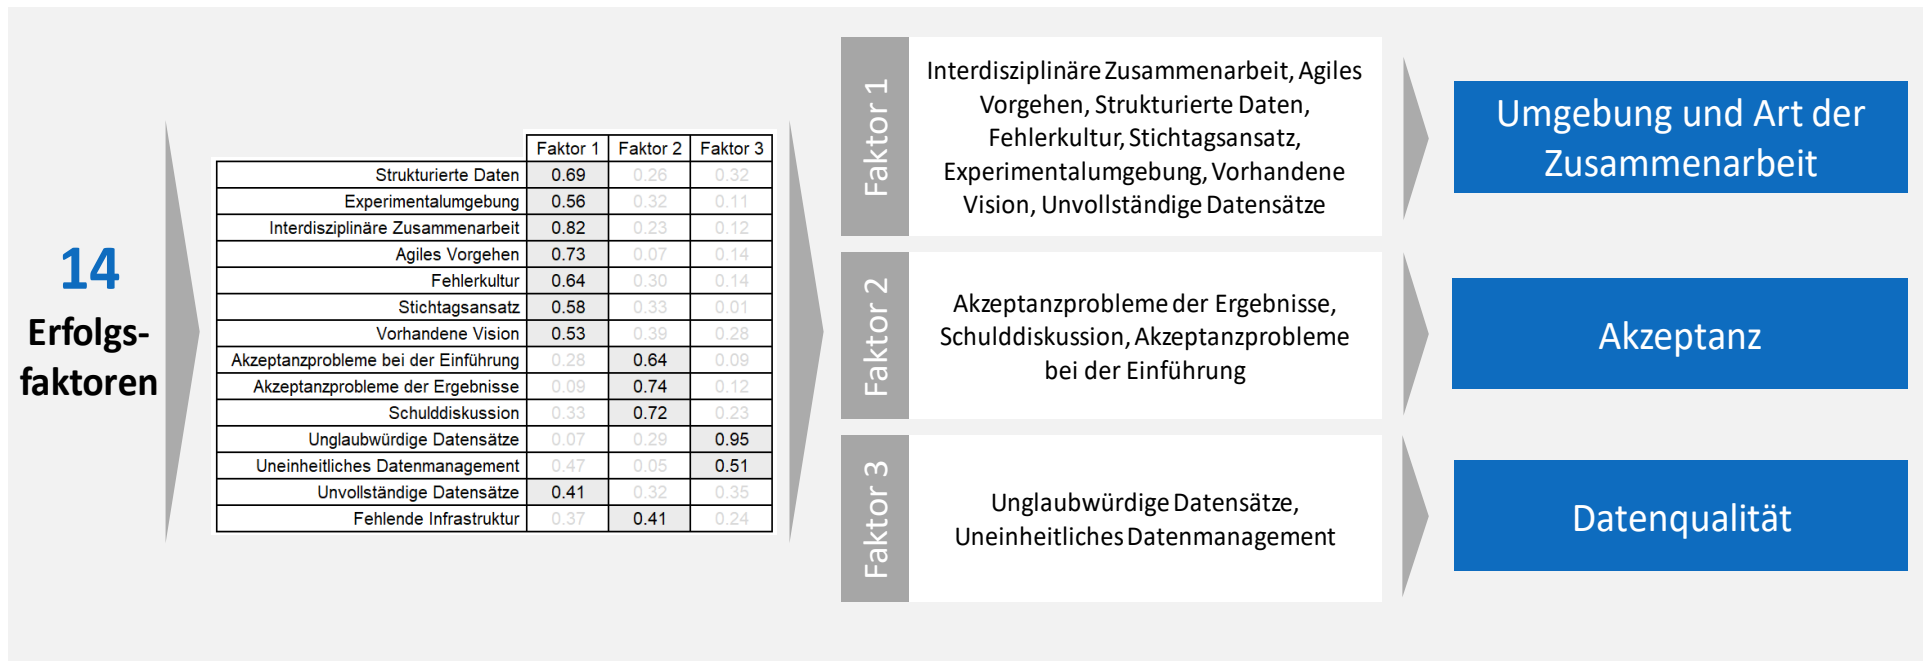 14
Erfolgs-
faktoren
Faktor 1 Faktor 2 Faktor 3
Strukturierte Daten 0.69 0.26 0.32
Experimentalumgebung 0.56 0.32 0.11
Interdisziplinäre Zusammenarbeit 0.82 0.23 0.12
Agiles Vorgehen 0.73 0.07 0.14
Fehlerkultur 0.64 0.30 0.14
Stichtagsansatz 0.58 0.33 0.01
Vorhandene Vision 0.53 0.39 0.28
Akzeptanzprobleme bei der Einführung 0.28 0.64 0.09
Akzeptanzprobleme der Ergebnisse 0.09 0.74 0.12
Schulddiskussion 0.33 0.72 0.23
Unglaubwürdige Datensätze 0.07 0.29 0.95
Uneinheitliches Datenmanagement 0.47 0.05 0.51
Unvollständige Datensätze 0.41 0.32 0.35
Fehlende Infrastruktur 0.37 0.41 0.24
Faktor 1
Interdisziplinäre Zusammenarbeit, Agiles
Vorgehen, Strukturierte Daten,
Fehlerkultur, Stichtagsansatz,
Experimentalumgebung, Vorhandene
Vision, Unvollständige Datensätze
Umgebung und Art der
Zusammenarbeit
Faktor 2
Akzeptanzprobleme der Ergebnisse,
Schulddiskussion, Akzeptanzprobleme
bei der Einführung
Akzeptanz
Faktor 3
Unglaubwürdige Datensätze,
Uneinheitliches Datenmanagement
Datenqualität